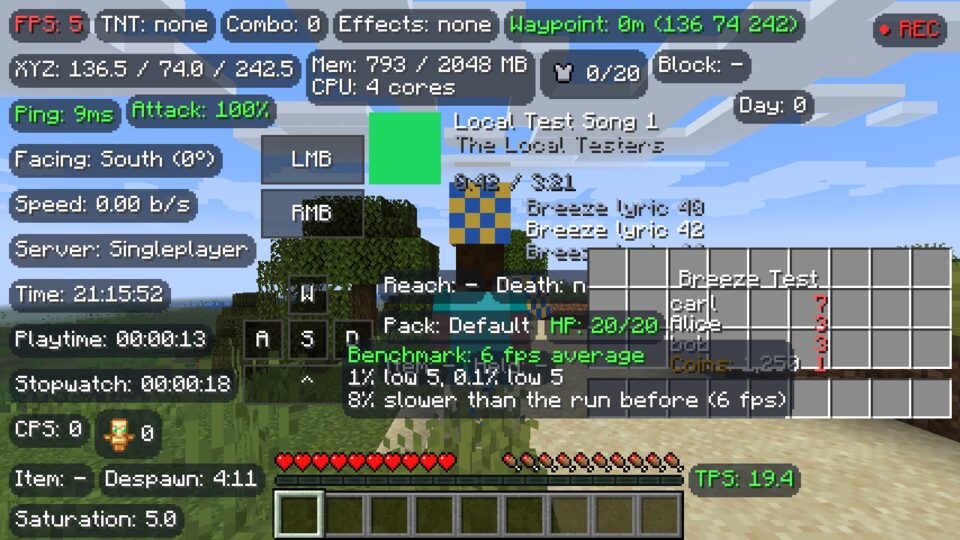 FPS: 5
TNT: none
Combo: 0
Effects: none
Waypoint: 0m (136 74 242)
REC
XYZ: 136.5 / 74.0 / 242.5
Mem: 793 / 2048 MB
CPU: 4 cores
0/20
Block: -
Ping: 9ms
Attack: 100%
Day: 0
Local Test Song 1
The Local Testers
0:42 / 3:21
Facing: South (0°)
LMB
RMB
Speed: 0.00 b/s
Breeze lyric 40
Breeze lyric 42
Server: Singleplayer
Breeze Test
carl 7
Alice 3
bob 3
Coins: 1,250 1
Reach: -
Death: n
Time: 21:15:52
W
A
S
D
^
Pack: Default
HP: 20/20
Playtime: 00:00:13
Benchmark: 6 fps average
1% low 5, 0.1% low 5
8% slower than the run before (6 fps)
Stopwatch: 00:00:18
CPS: 0
0
Item: -
Despawn: 4:11
TPS: 19.4
Saturation: 5.0